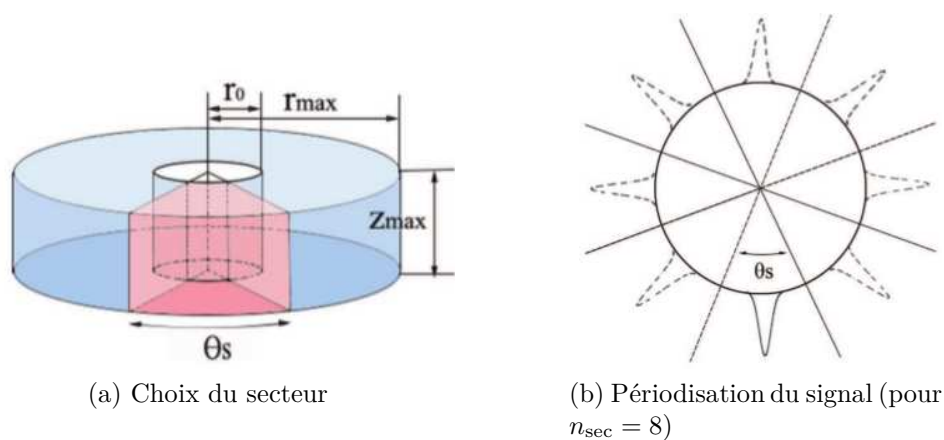 r₀
rmax
Zmax
θs
θs
(a) Choix du secteur
(b) Périodisation du signal (pour
nsec = 8)